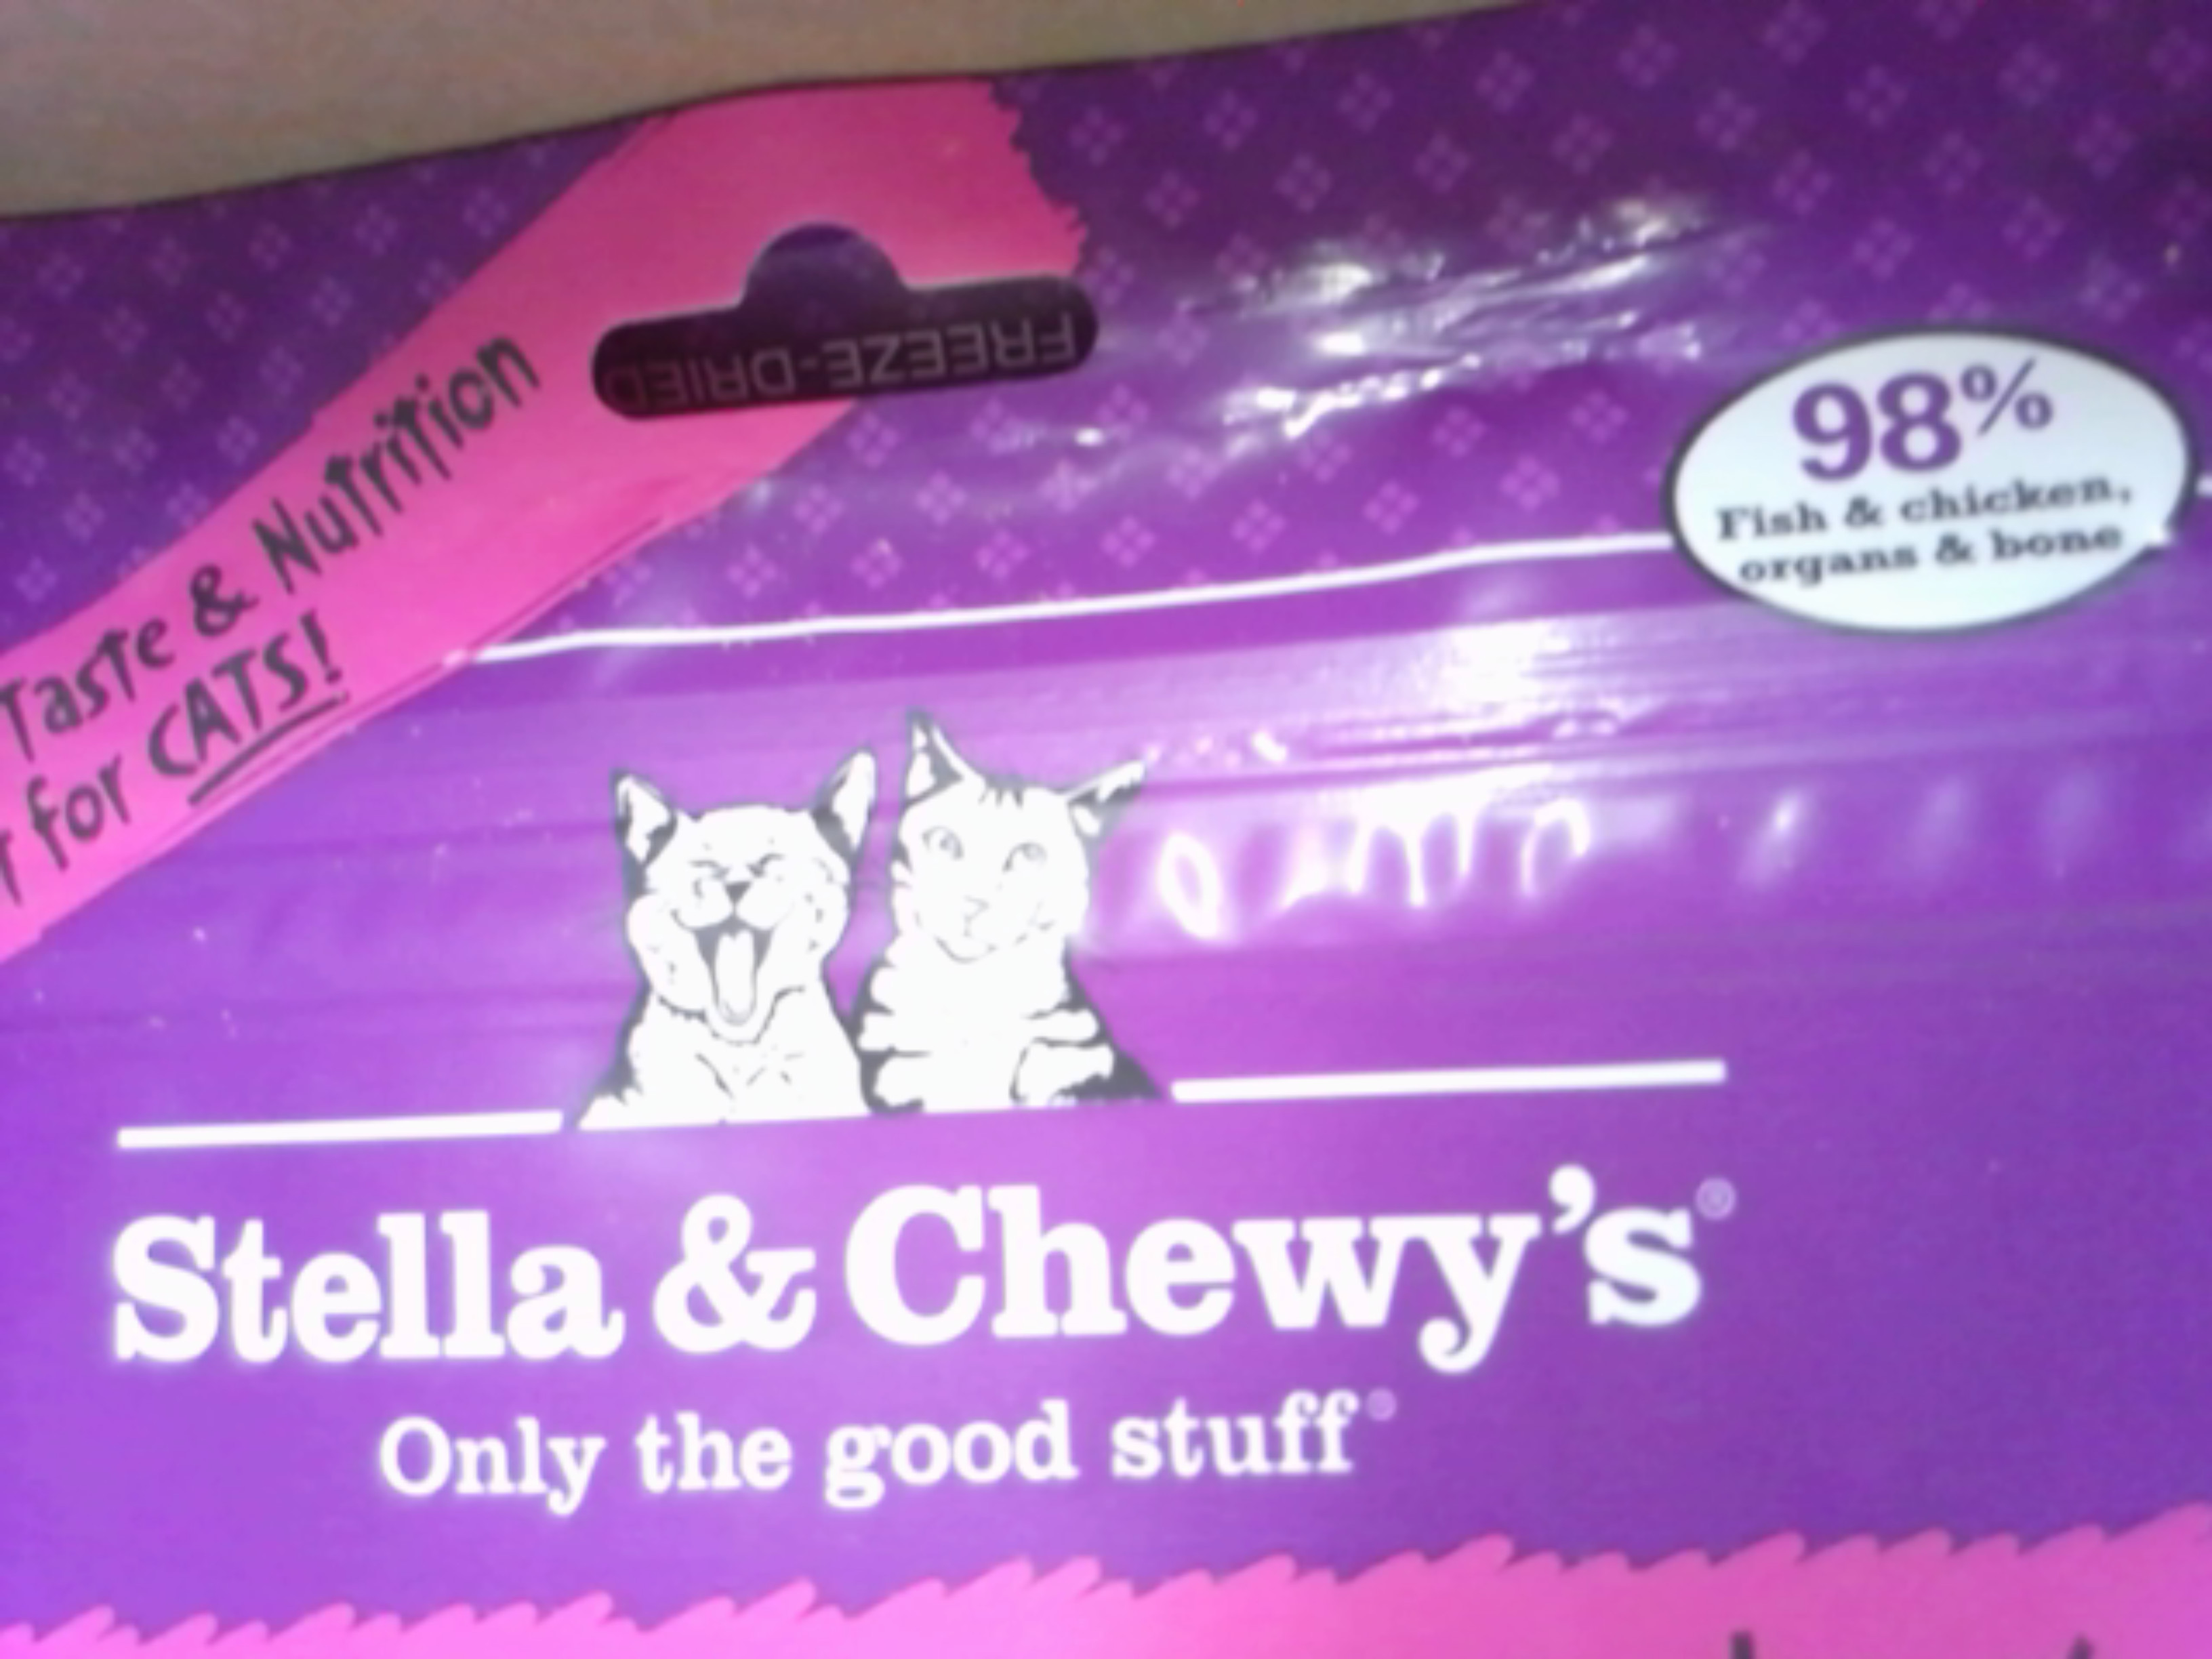 Taste & Nutrition
for CATS!
FREEZE-DRIED
98%
Fish & chicken,
organs & bone
Stella & Chewy's®
Only the good stuff®